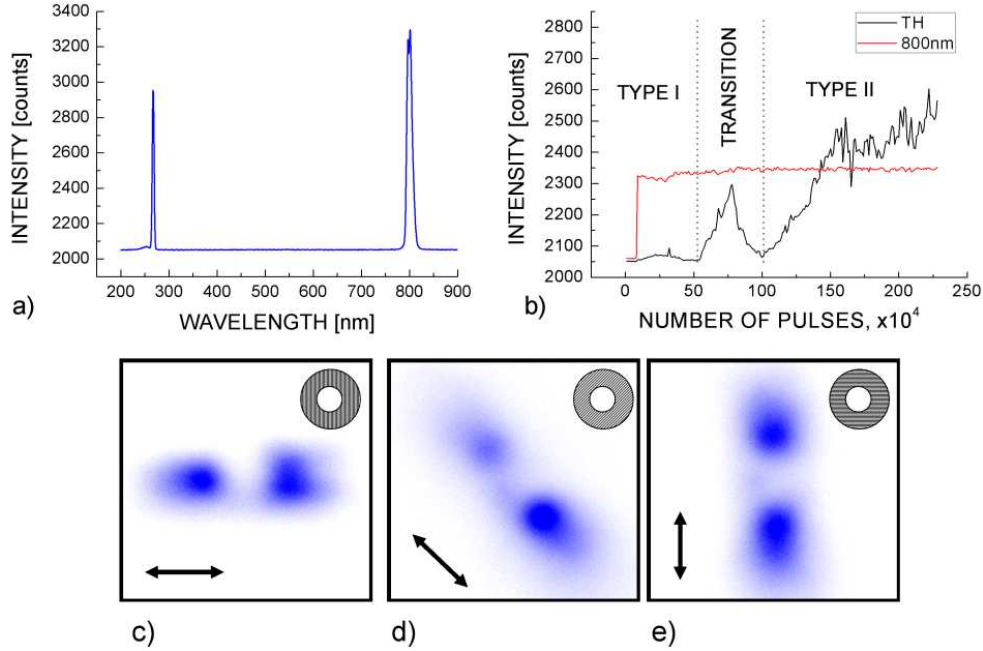 3400
3200
3000
2800
2600
2400
2200
2000
INTENSITY [counts]
200 300 400 500 600 700 800 900
WAVELENGTH [nm]
a)
2800
2700
2600
2500
2400
2300
2200
2100
2000
INTENSITY [counts]
TH
800nm
TYPE I
TRANSITION
TYPE II
0 50 100 150 200 250
NUMBER OF PULSES, x10⁴
b)
c)
d)
e)